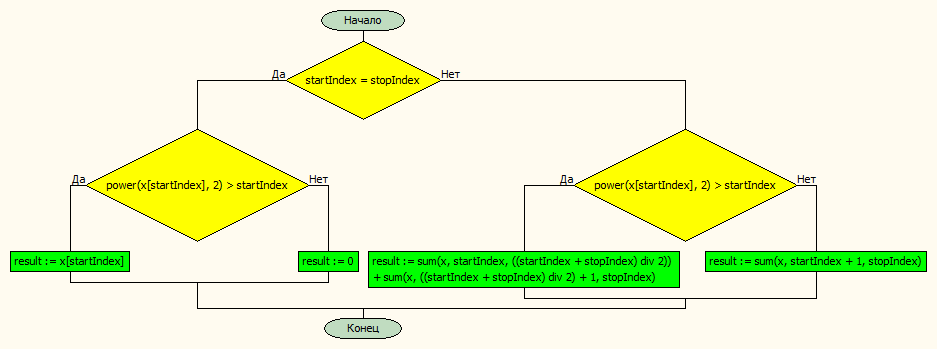 Начало
Да
Нет
startIndex = stopIndex
Да
Нет
power(x[startIndex], 2) > startIndex
Да
Нет
power(x[startIndex], 2) > startIndex
result := x[startIndex]
result := 0
result := sum(x, startIndex, ((startIndex + stopIndex) div 2))
+ sum(x, ((startIndex + stopIndex) div 2) + 1, stopIndex)
result := sum(x, startIndex + 1, stopIndex)
Конец